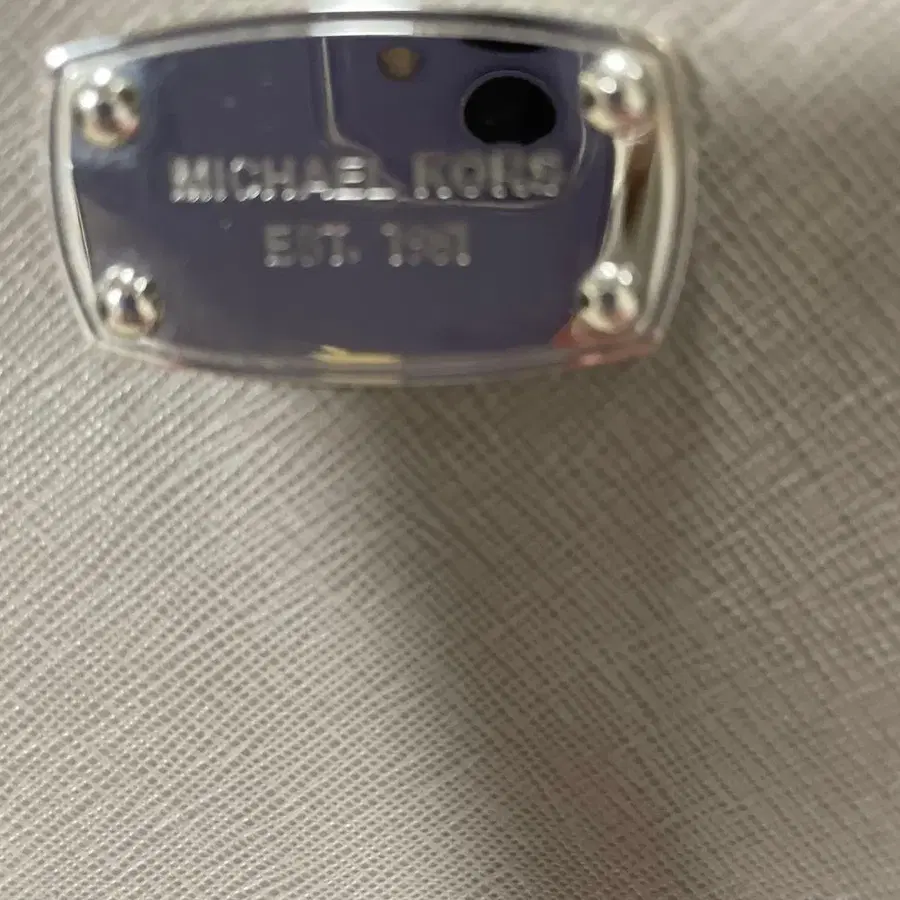 MICHAEL KORS
EST. 1981